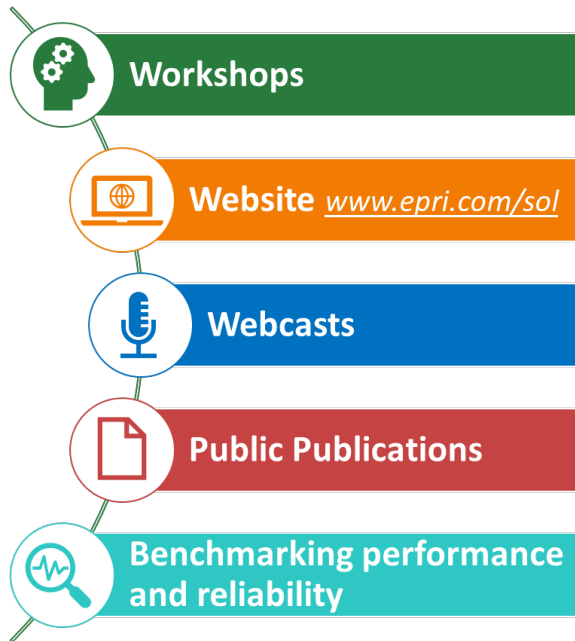 Workshops
Website www.epri.com/sol
Webcasts
Public Publications
Benchmarking performance
and reliability